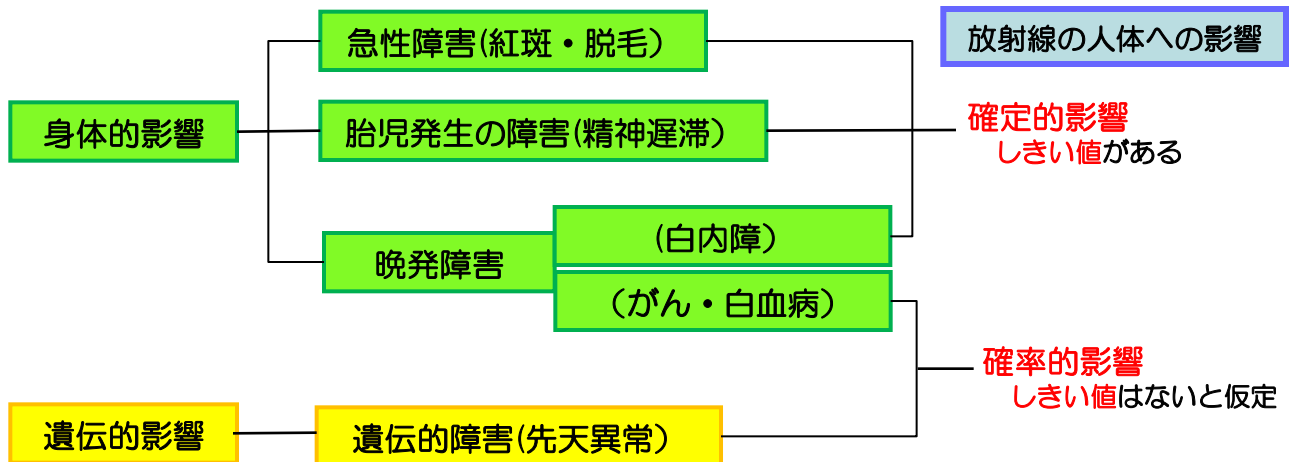 放射線の人体への影響
急性障害(紅斑・脱毛）
身体的影響
胎児発生の障害(精神遅滞）
確定的影響
しきい値がある
晩発障害
(白内障）
（がん・白血病）
確率的影響
しきい値はないと仮定
遺伝的影響
遺伝的障害(先天異常）